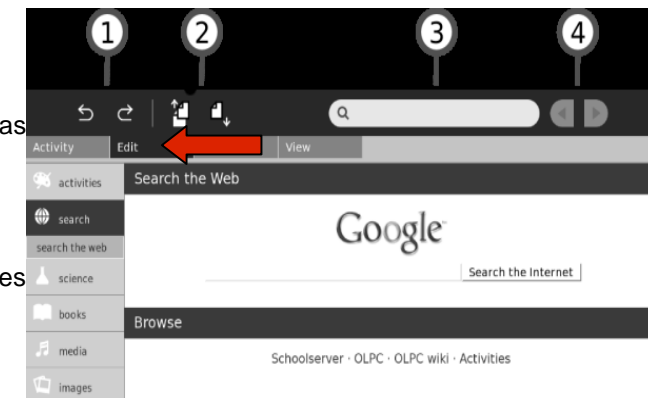 1 2 3 4
as
Activity Edit View
activities
Search the Web
search
Google
search the web
Search the Internet
es
science
books
Browse
media
Schoolserver · OLPC · OLPC wiki · Activities
images